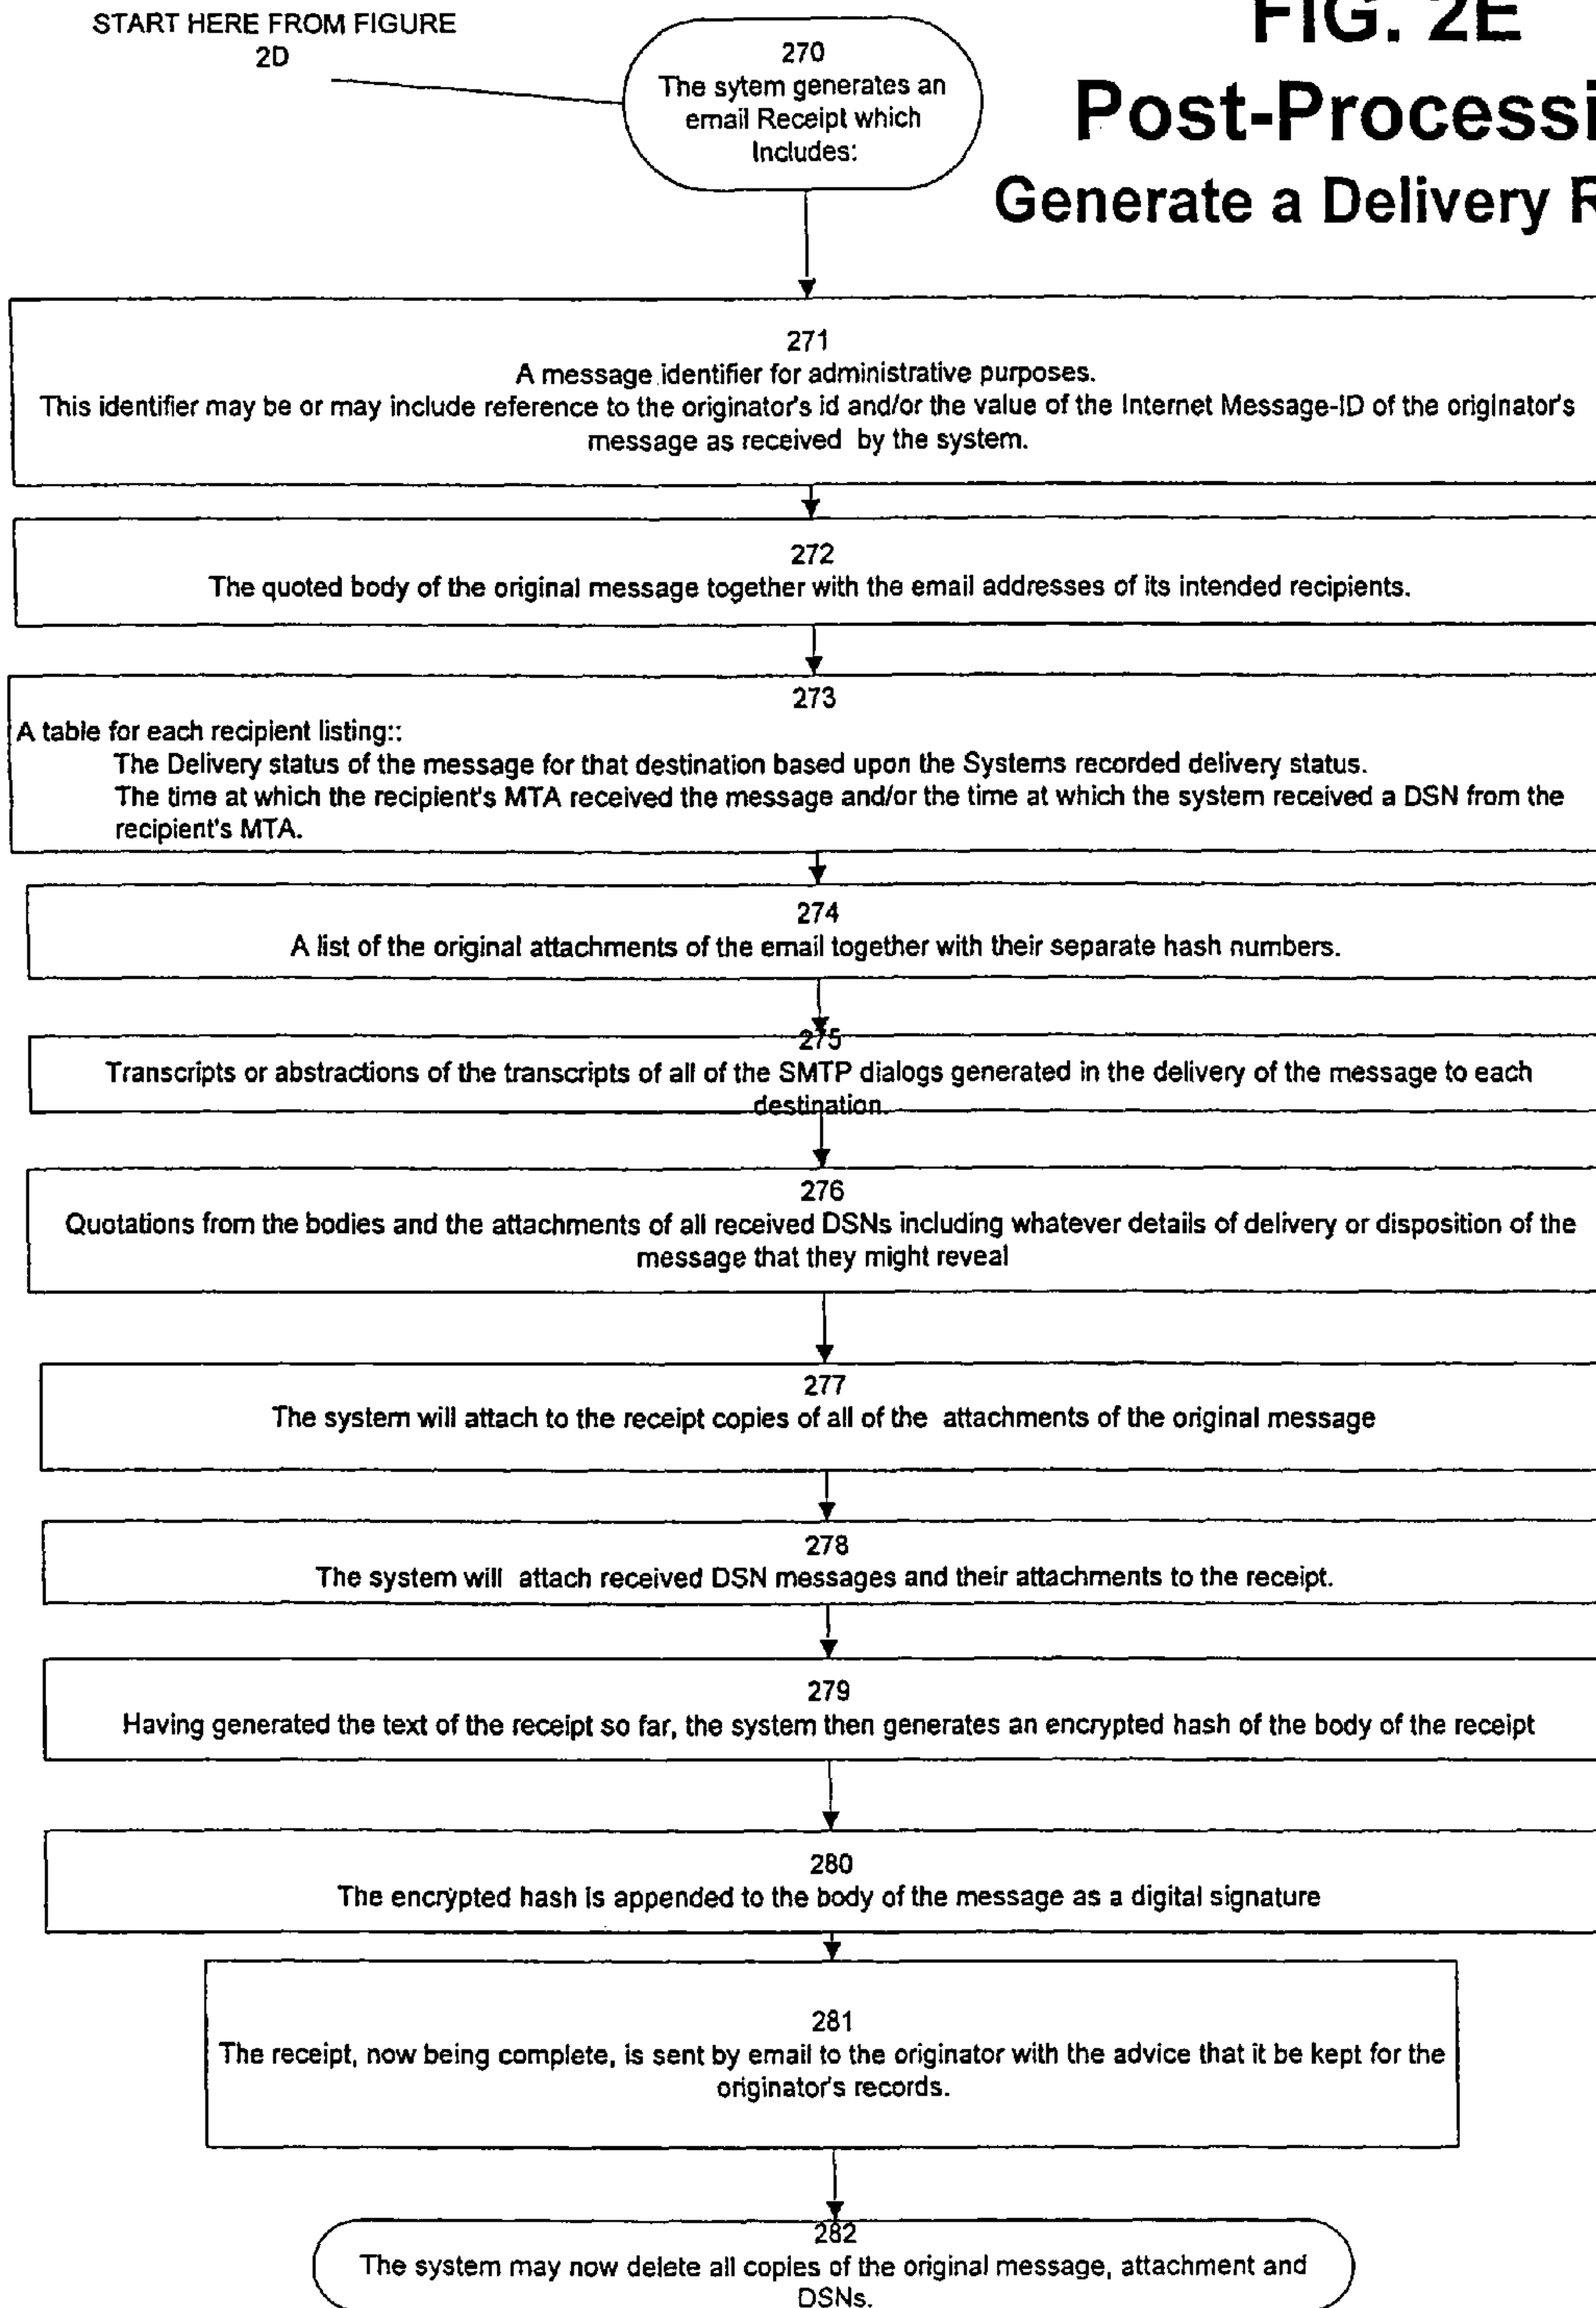 START HERE FROM FIGURE
2D
FIG. 2E
Post-Processi
Generate a Delivery R
270
The sytem generates an
email Receipt which
Includes:
271
A message identifier for administrative purposes.
This identifier may be or may include reference to the originator's id and/or the value of the Internet Message-ID of the originator's
message as received by the system.
272
The quoted body of the original message together with the email addresses of its intended recipients.
273
A table for each recipient listing::
The Delivery status of the message for that destination based upon the Systems recorded delivery status.
The time at which the recipient's MTA received the message and/or the time at which the system received a DSN from the
recipient's MTA.
274
A list of the original attachments of the email together with their separate hash numbers.
275
Transcripts or abstractions of the transcripts of all of the SMTP dialogs generated in the delivery of the message to each
destination.
276
Quotations from the bodies and the attachments of all received DSNs including whatever details of delivery or disposition of the
message that they might reveal
277
The system will attach to the receipt copies of all of the attachments of the original message
278
The system will attach received DSN messages and their attachments to the receipt.
279
Having generated the text of the receipt so far, the system then generates an encrypted hash of the body of the receipt
280
The encrypted hash is appended to the body of the message as a digital signature
281
The receipt, now being complete, is sent by email to the originator with the advice that it be kept for the
originator's records.
282
The system may now delete all copies of the original message, attachment and
DSNs.